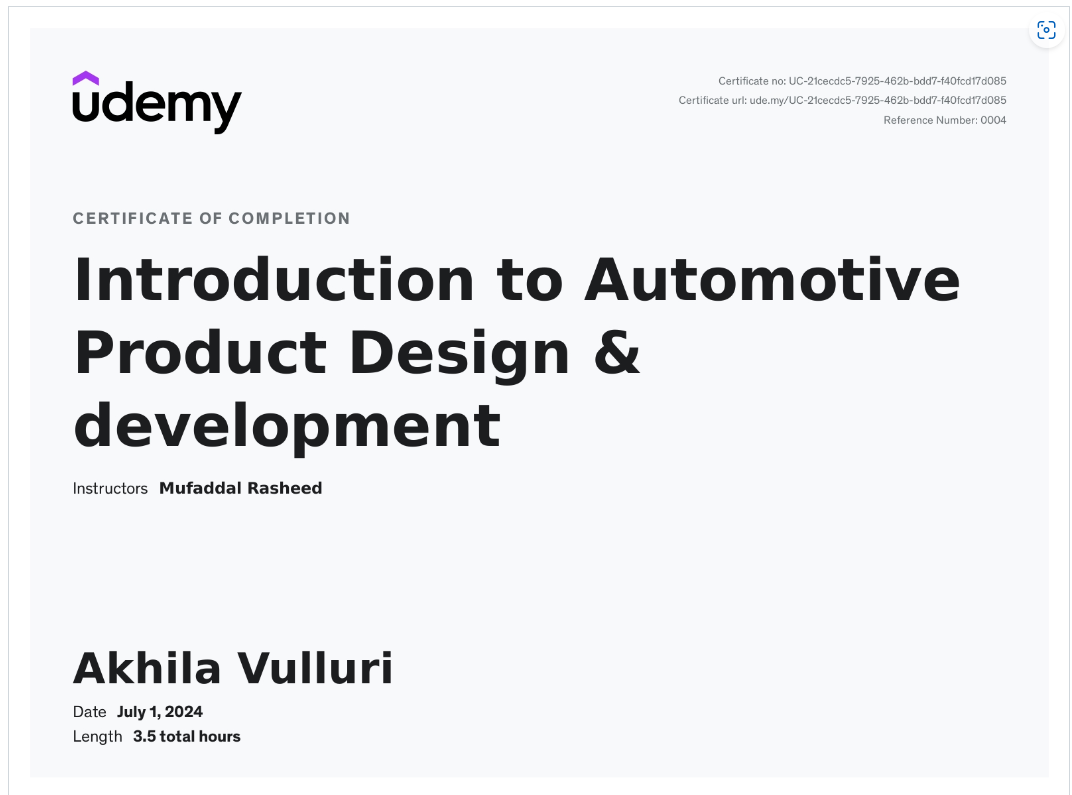 udemy
Certificate no: UC-21cecdc5-7925-462b-bdd7-f40fcd17d085
Certificate url: ude.my/UC-21cecdc5-7925-462b-bdd7-f40fcd17d085
Reference Number: 0004
CERTIFICATE OF COMPLETION
Introduction to Automotive
Product Design &
development
Instructors Mufaddal Rasheed
Akhila Vulluri
Date July 1, 2024
Length 3.5 total hours